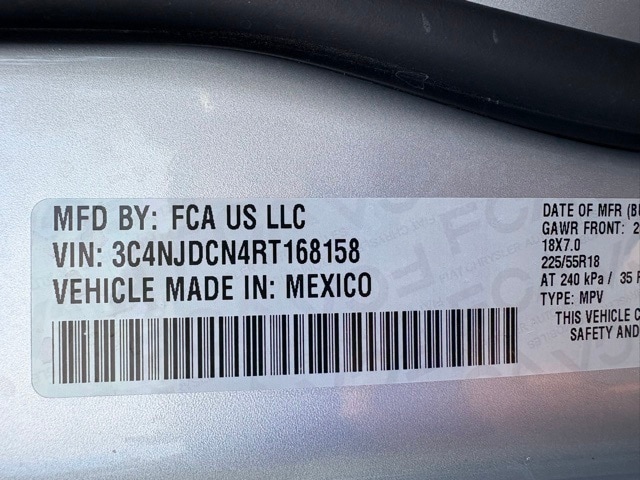 MFD BY: FCA US LLC
VIN: 3C4NJDCN4RT168158
VEHICLE MADE IN: MEXICO
DATE OF MFR
GAWR FRONT:
18X7.0
225/55R18
AT 240 kPa / 35
TYPE: MPV
THIS VEHICLE
SAFETY AND